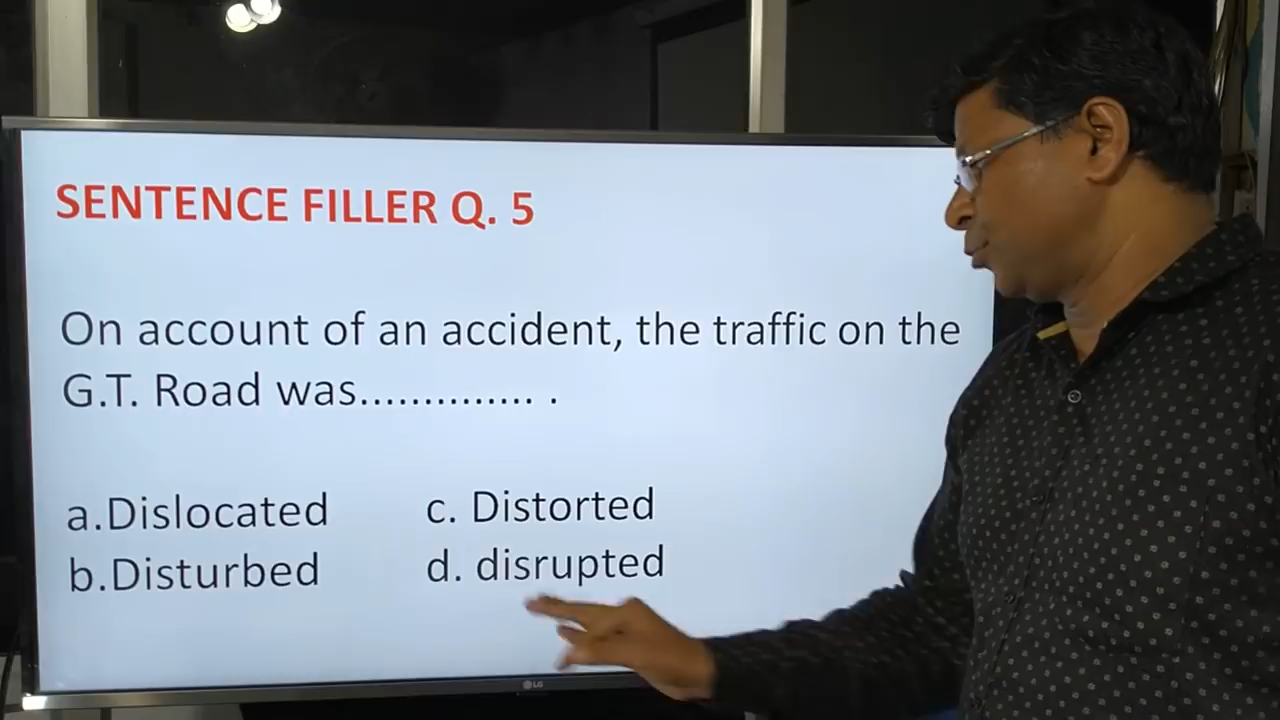 SENTENCE FILLER Q. 5
On account of an accident, the traffic on the
G.T. Road was.............. .
a.Dislocated c. Distorted
b.Disturbed d. disrupted
LG